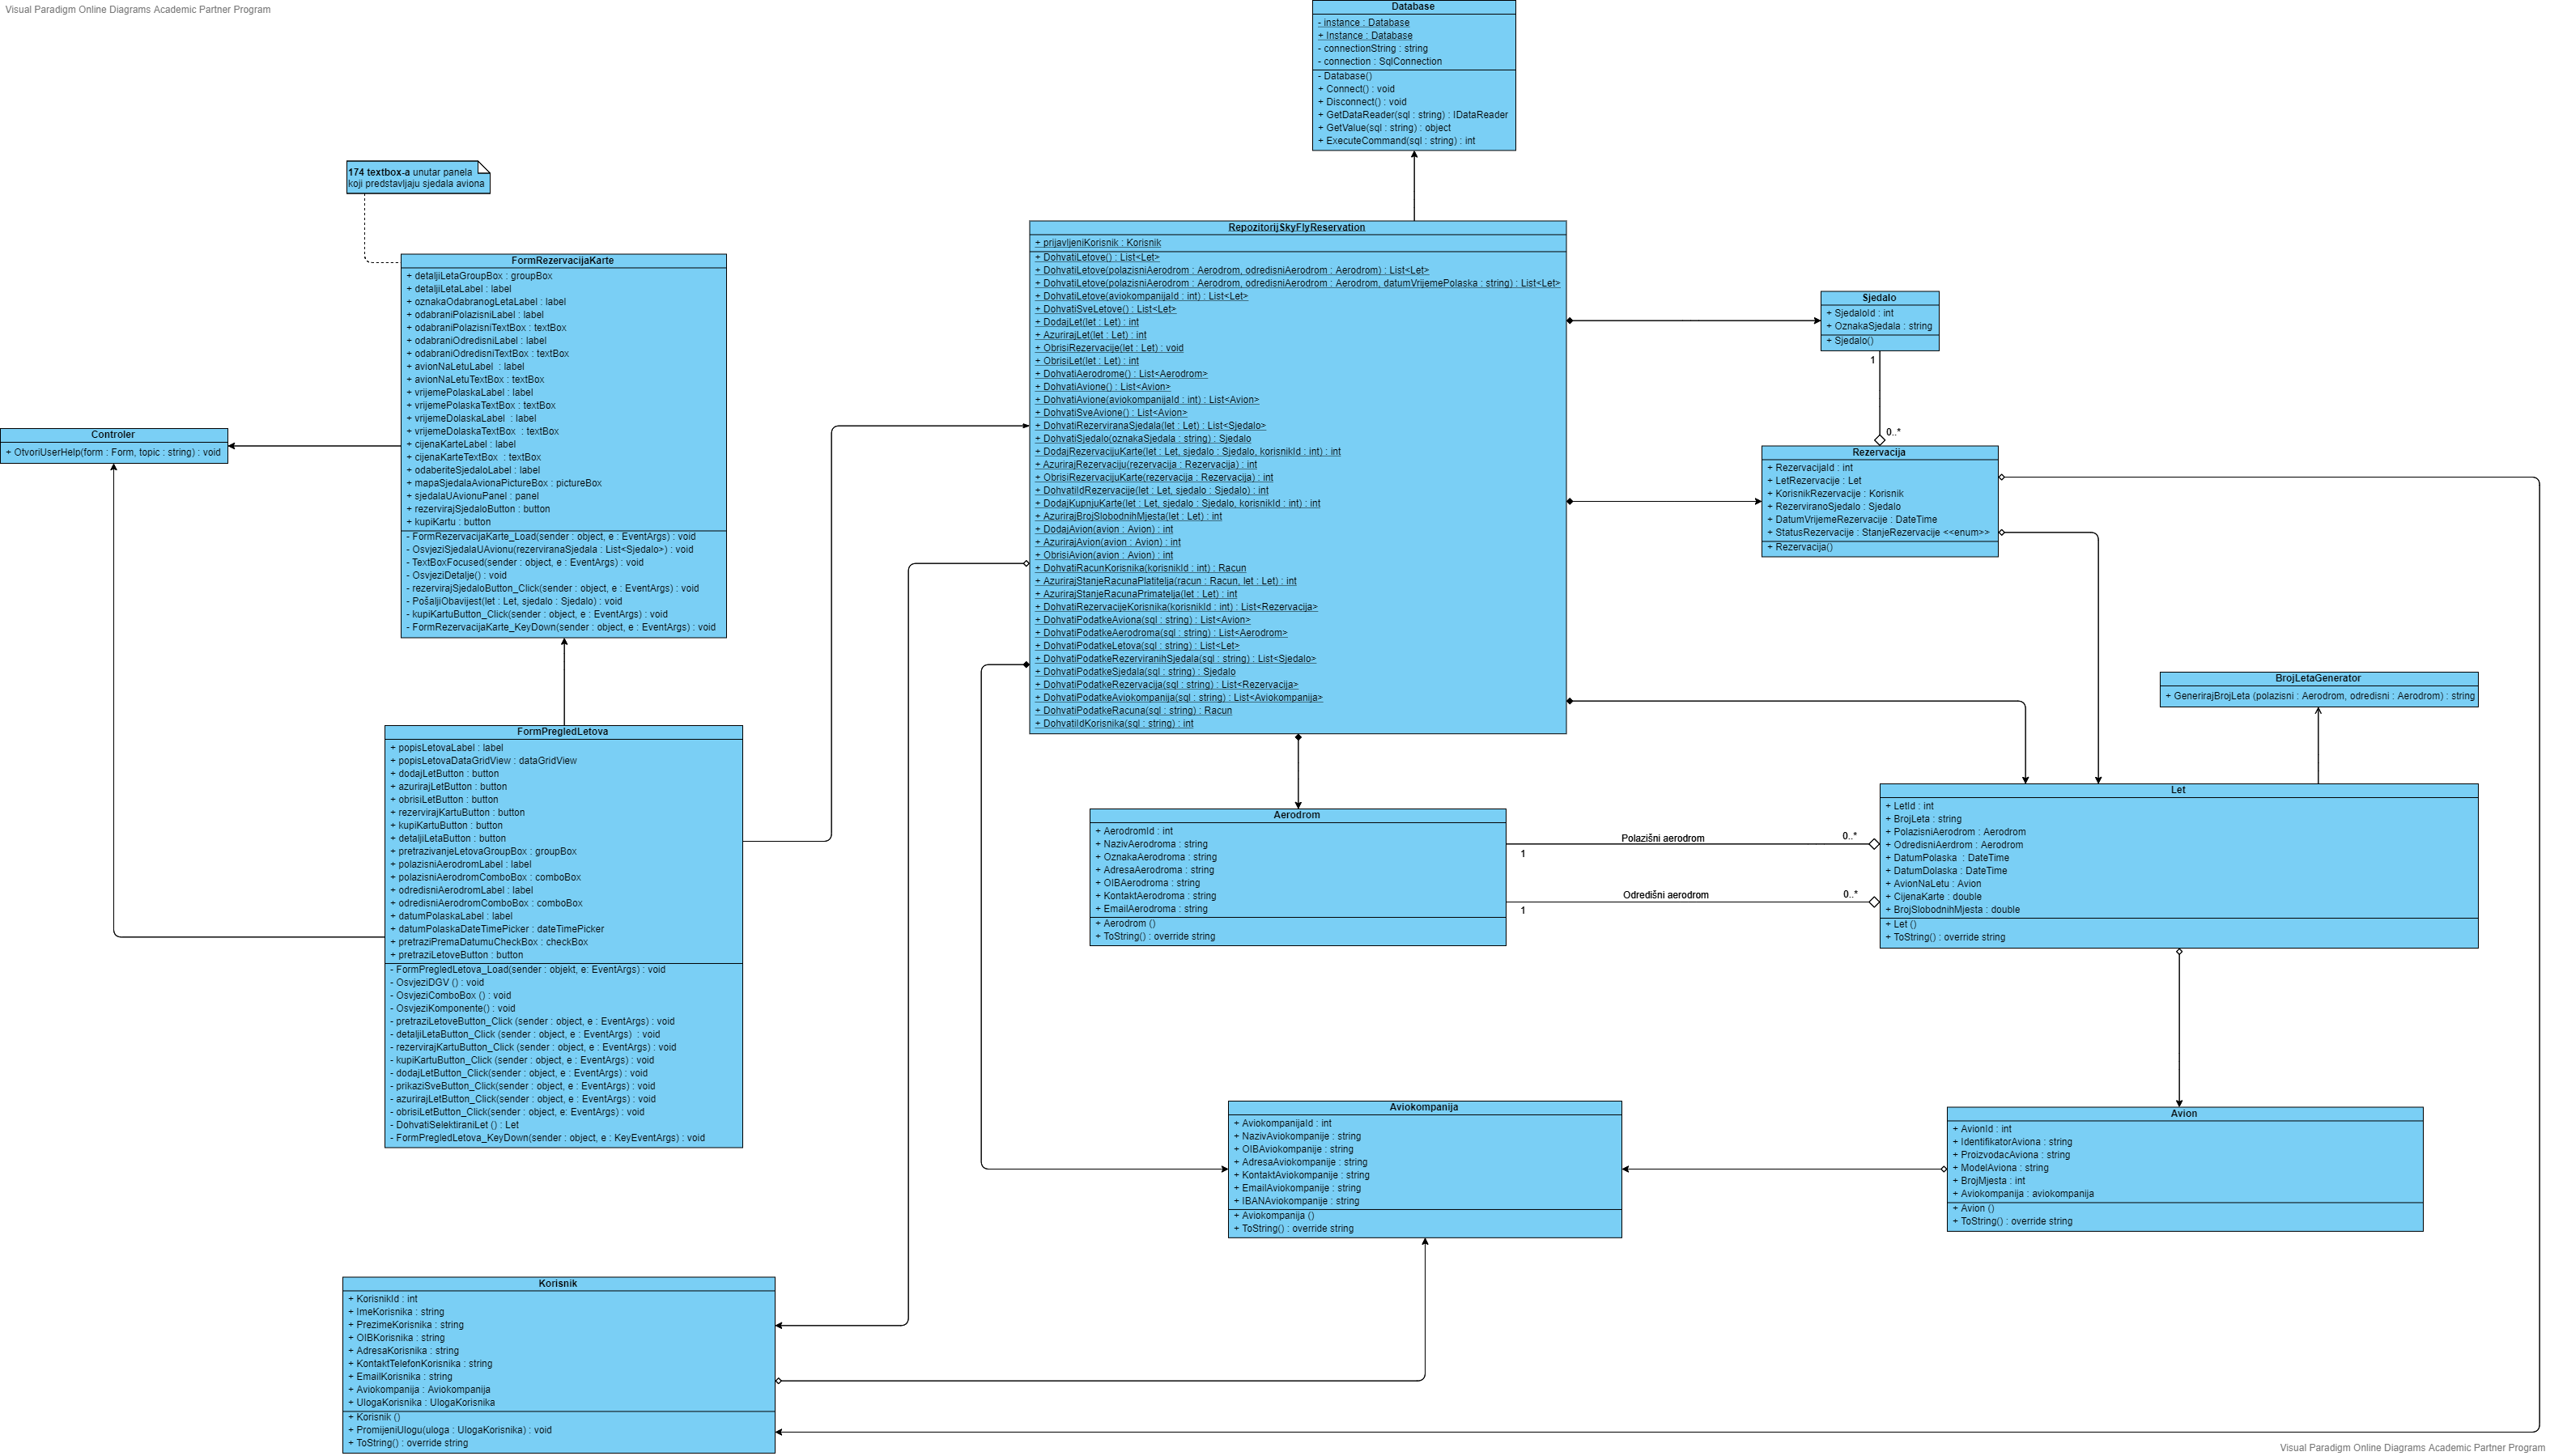 Visual Paradigm Online Diagrams Academic Partner Program
Database
- instance : Database
+ Instance : Database
- connectionString : string
- connection : SqlConnection
- Database()
+ Connect() : void
+ Disconnect() : void
+ GetDataReader(sql : string) : IDataReader
+ GetValue(sql : string) : object
+ ExecuteCommand(sql : string) : int
174 textbox-a unutar panela
koji predstavljaju sjedala aviona
FormRezervacijaKarte
+ detaljiLetaGroupBox : groupBox
+ detaljiLetaLabel : label
+ oznakaOdabranogLetaLabel : label
+ odabraniPolazisniLabel : label
+ odabraniPolazisniTextBox : textBox
+ odabraniOdredisniLabel : label
+ odabraniOdredisniTextBox : textBox
+ avionNaLetuLabel : label
+ avionNaLetuTextBox : textBox
+ vrijemePolaskaLabel : label
+ vrijemePolaskaTextBox : textBox
+ vrijemeDolaskaLabel : label
+ vrijemeDolaskaTextBox : textBox
+ cijenaKarteLabel : label
+ cijenaKarteTextBox : textBox
+ odaberiteSjedaloLabel : label
+ mapaSjedalaAvionaPictureBox : pictureBox
+ sjedalaUAvionuPanel : panel
+ rezervirajSjedaloButton : button
+ kupiKartu : button
- FormRezervacijaKarte_Load(sender : object, e : EventArgs) : void
- OsvjeziSjedalaUAvionu(rezerviranaSjedala : List<Sjedalo>) : void
- TextBoxFocused(sender : object, e : EventArgs) : void
- OsvjeziDetalje() : void
- rezervirajSjedaloButton_Click(sender : object, e : EventArgs) : void
- PošaljiObavijest(let : Let, sjedalo : Sjedalo) : void
- kupiKartuButton_Click(sender : object, e : EventArgs) : void
- FormRezervacijaKarte_KeyDown(sender : object, e : EventArgs) : void
Controler
+ OtvoriUserHelp(form : Form, topic : string) : void
RepozitorijSkyFlyReservation
+ prijavljeniKorisnik : Korisnik
+ DohvatiLetove() : List<Let>
+ DohvatiLetove(polazisniAerodrom : Aerodrom, odredisniAerodrom : Aerodrom) : List<Let>
+ DohvatiLetove(polazisniAerodrom : Aerodrom, odredisniAerodrom : Aerodrom, datumVrijemePolaska : string) : List<Let>
+ DohvatiLetove(aviokompanijaId : int) : List<Let>
+ DohvatiSveLetove() : List<Let>
+ DodajLet(let : Let) : int
+ AzurirajLet(let : Let) : int
+ ObrisiRezervacije(let : Let) : void
+ ObrisiLet(let : Let) : int
+ DohvatiAerodrome() : List<Aerodrom>
+ DohvatiAvione() : List<Avion>
+ DohvatiAvione(aviokompanijaId : int) : List<Avion>
+ DohvatiSveAvione() : List<Avion>
+ DohvatiRezerviranaSjedala(let : Let) : List<Sjedalo>
+ DohvatiSjedalo(oznakaSjedala : string) : Sjedalo
+ DodajRezervacijuKarte(let : Let, sjedalo : Sjedalo, korisnikId : int) : int
+ AzurirajRezervaciju(rezervacija : Rezervacija) : int
+ ObrisiRezervacijuKarte(rezervacija : Rezervacija) : int
+ DohvatiIdRezervacije(let : Let, sjedalo : Sjedalo) : int
+ DodajKupnjuKarte(let : Let, sjedalo : Sjedalo, korisnikId : int) : int
+ AzurirajBrojSlobodnihMjesta(let : Let) : int
+ DodajAvion(avion : Avion) : int
+ AzurirajAvion(avion : Avion) : int
+ ObrisiAvion(avion : Avion) : int
+ DohvatiRacunKorisnika(korisnikId : int) : Racun
+ AzurirajStanjeRacunaPlatitelja(racun : Racun, let : Let) : int
+ AzurirajStanjeRacunaPrimatelja(let : Let) : int
+ DohvatiRezervacijeKorisnika(korisnikId : int) : List<Rezervacija>
+ DohvatiPodatkeAviona(sql : string) : List<Avion>
+ DohvatiPodatkeAerodroma(sql : string) : List<Aerodrom>
+ DohvatiPodatkeLetova(sql : string) : List<Let>
+ DohvatiPodatkeRezerviranihSjedala(sql : string) : List<Sjedalo>
+ DohvatiPodatkeSjedala(sql : string) : Sjedalo
+ DohvatiPodatkeRezervacija(sql : string) : List<Rezervacija>
+ DohvatiPodatkeAviokompanija(sql : string) : List<Aviokompanija>
+ DohvatiPodatkeRacuna(sql : string) : Racun
+ DohvatiIdKorisnika(sql : string) : int
Sjedalo
+ SjedaloId : int
+ OznakaSjedala : string
+ Sjedalo()
1
0..*
Rezervacija
+ RezervacijaId : int
+ LetRezervacije : Let
+ KorisnikRezervacije : Korisnik
+ RezerviranoSjedalo : Sjedalo
+ DatumVrijemeRezervacije : DateTime
+ StatusRezervacije : StanjeRezervacije <<enum>>
+ Rezervacija()
BrojLetaGenerator
+ GenerirajBrojLeta (polazisni : Aerodrom, odredisni : Aerodrom) : string
FormPregledLetova
+ popisLetovaLabel : label
+ popisLetovaDataGridView : dataGridView
+ dodajLetButton : button
+ azurirajLetButton : button
+ obrisiLetButton : button
+ rezervirajKartuButton : button
+ kupiKartuButton : button
+ detaljiLetaButton : button
+ pretrazivanjeLetovaGroupBox : groupBox
+ polazisniAerodromLabel : label
+ polazisniAerodromComboBox : comboBox
+ odredisniAerodromLabel : label
+ odredisniAerodromComboBox : comboBox
+ datumPolaskaLabel : label
+ datumPolaskaDateTimePicker : dateTimePicker
+ pretraziPremaDatumuCheckBox : checkBox
+ pretraziLetoveButton : button
- FormPregledLetova_Load(sender : objekt, e: EventArgs) : void
- OsvjeziDGV () : void
- OsvjeziComboBox () : void
- OsvjeziKomponente() : void
- pretraziLetoveButton_Click (sender : object, e : EventArgs) : void
- detaljiLetaButton_Click (sender : object, e : EventArgs) : void
- rezervirajKartuButton_Click (sender : object, e : EventArgs) : void
- kupiKartuButton_Click (sender : object, e : EventArgs) : void
- dodajLetButton_Click(sender : object, e : EventArgs) : void
- prikaziSveButton_Click(sender : object, e : EventArgs) : void
- azurirajLetButton_Click(sender : object, e : EventArgs) : void
- obrisiLetButton_Click(sender : object, e: EventArgs) : void
- DohvatiSelektiraniLet () : Let
- FormPregledLetova_KeyDown(sender : object, e : KeyEventArgs) : void
Aerodrom
+ AerodromId : int
+ NazivAerodroma : string
+ OznakaAerodroma : string
+ AdresaAerodroma : string
+ OIBAerodroma : string
+ KontaktAerodroma : string
+ EmailAerodroma : string
+ Aerodrom ()
+ ToString() : override string
Polazišni aerodrom
0..*
1
Odredišni aerodrom
0..*
1
Let
+ LetId : int
+ BrojLeta : string
+ PolazisniAerodrom : Aerodrom
+ OdredisniAerdrom : Aerodrom
+ DatumPolaska : DateTime
+ DatumDolaska : DateTime
+ AvionNaLetu : Avion
+ CijenaKarte : double
+ BrojSlobodnihMjesta : double
+ Let ()
+ ToString() : override string
Aviokompanija
+ AviokompanijaId : int
+ NazivAviokompanije : string
+ OIBAviokompanije : string
+ AdresaAviokompanije : string
+ KontaktAviokompanije : string
+ EmailAviokompanije : string
+ IBANAviokompanije : string
+ Aviokompanija ()
+ ToString() : override string
Avion
+ AvionId : int
+ IdentifikatorAviona : string
+ ProizvodacAviona : string
+ ModelAviona : string
+ BrojMjesta : int
+ Aviokompanija : aviokompanija
+ Avion ()
+ ToString() : override string
Korisnik
+ KorisnikId : int
+ ImeKorisnika : string
+ PrezimeKorisnika : string
+ OIBKorisnika : string
+ AdresaKorisnika : string
+ KontaktTelefonKorisnika : string
+ EmailKorisnika : string
+ Aviokompanija : Aviokompanija
+ UlogaKorisnika : UlogaKorisnika
+ Korisnik ()
+ PromijeniUlogu(uloga : UlogaKorisnika) : void
+ ToString() : override string
Visual Paradigm Online Diagrams Academic Partner Program